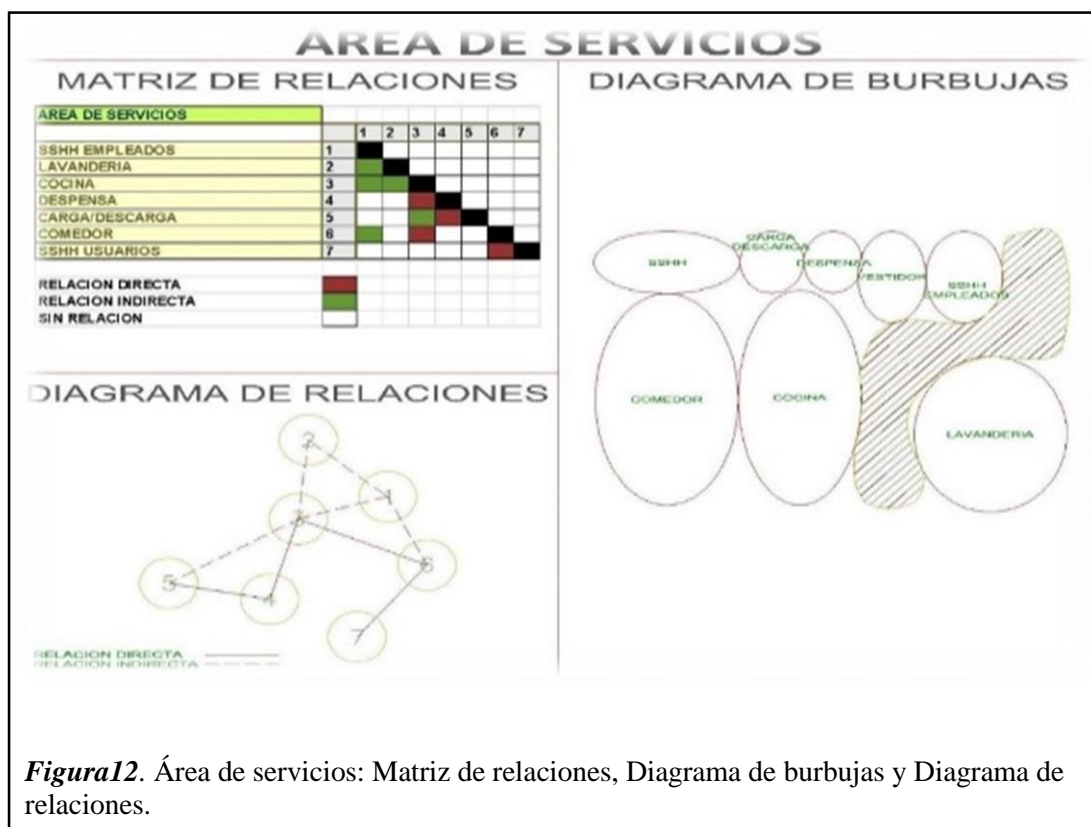 AREA DE SERVICIOS
MATRIZ DE RELACIONES
AREA DE SERVICIOS
1 2 3 4 5 6 7
SSHH EMPLEADOS 1
LAVANDERIA 2
COCINA 3
DESPENSA 4
CARGA/DESCARGA 5
COMEDOR 6
SSHH USUARIOS 7
RELACION DIRECTA
RELACION INDIRECTA
SIN RELACION
DIAGRAMA DE RELACIONES
2
1
3
6
5
4
7
RELACION DIRECTA
RELACION INDIRECTA
DIAGRAMA DE BURBUJAS
SSHH
CARGA
DESCARGA
DESPENSA
VESTIDOR
SSHH
EMPLEADOS
COMEDOR
COCINA
LAVANDERIA
Figura12. Área de servicios: Matriz de relaciones, Diagrama de burbujas y Diagrama de
relaciones.